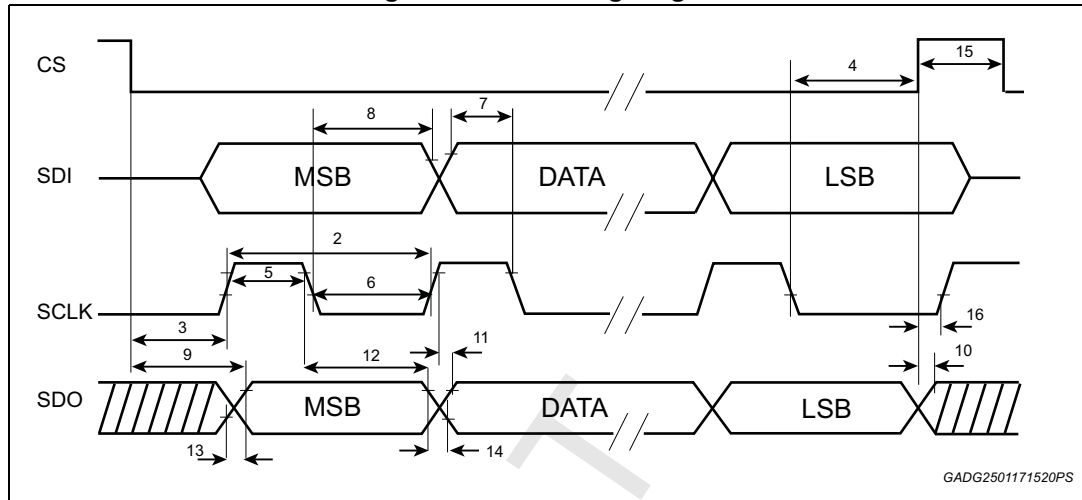 CS
4
15
8
7
SDI
MSB
DATA
LSB
2
5
6
SCLK
3
16
11
9
12
10
SDO
MSB
DATA
LSB
13
14
GADG2501171520PS